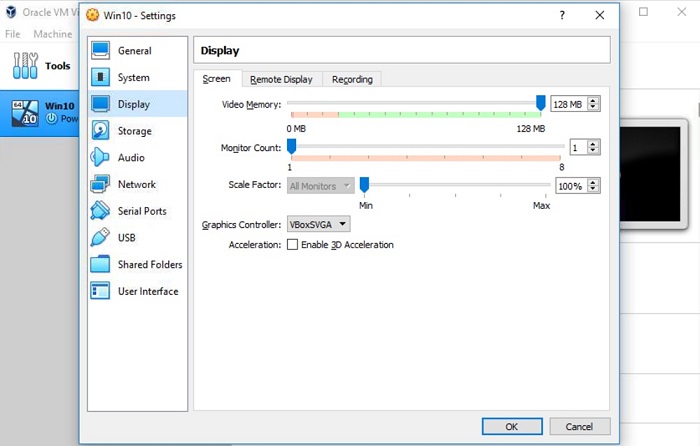 Oracle VM Vi
Win10 - Settings
File Machine
Tools
64
10
Win10
Pow
General
System
Display
Storage
Audio
Network
Serial Ports
USB
Shared Folders
User Interface
Display
Screen Remote Display Recording
Video Memory: 128 MB
0 MB 128 MB
Monitor Count: 1
1 8
Scale Factor: All Monitors 100%
Min Max
Graphics Controller: VBoxSVGA
Acceleration: Enable 3D Acceleration
OK Cancel